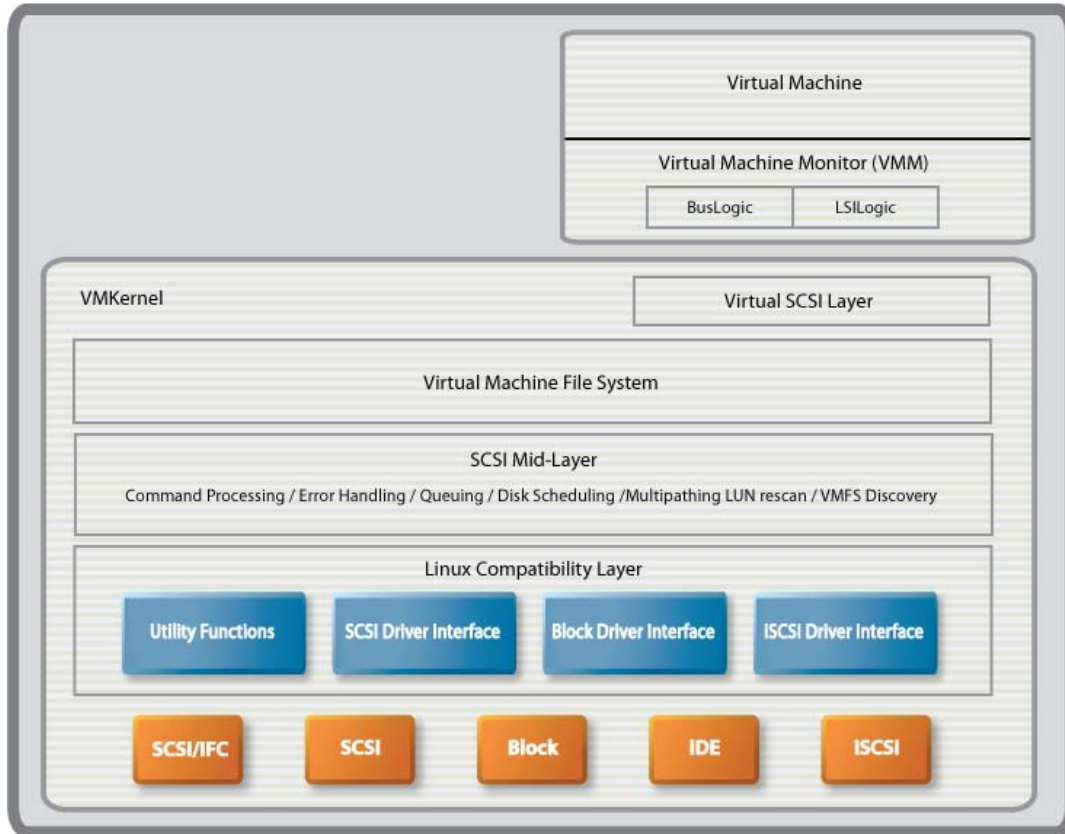 Virtual Machine
Virtual Machine Monitor (VMM)
BusLogic
LSILogic
VMKernel
Virtual SCSI Layer
Virtual Machine File System
SCSI Mid-Layer
Command Processing / Error Handling / Queuing / Disk Scheduling /Multipathing LUN rescan / VMFS Discovery
Linux Compatibility Layer
Utility Functions
SCSI Driver Interface
Block Driver Interface
ISCSI Driver Interface
SCSI/IFC
SCSI
Block
IDE
ISCSI